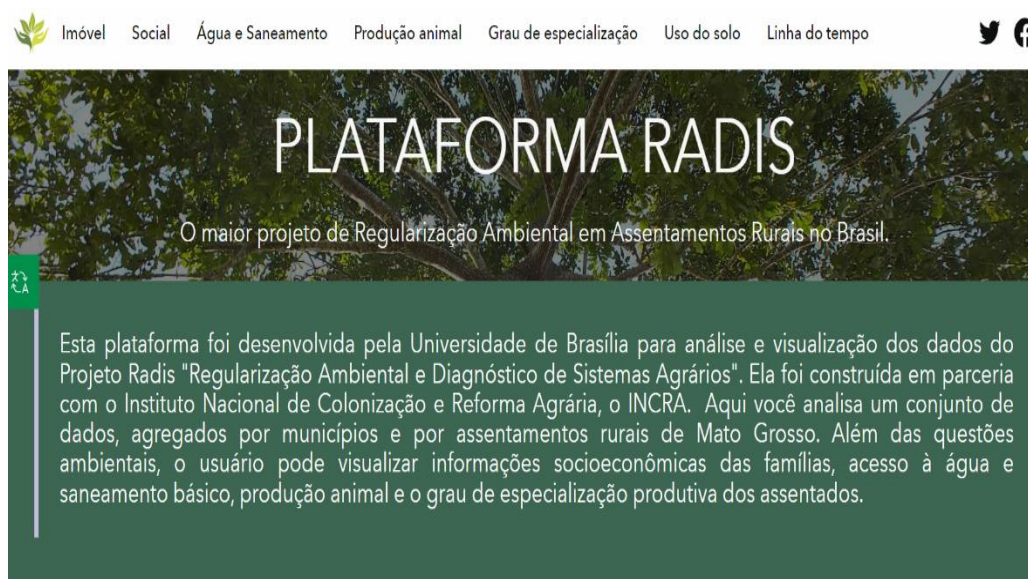 Imóvel Social Água e Saneamento Produção animal Grau de especialização Uso do solo Linha do tempo
PLATAFORMA RADIS
O maior projeto de Regularização Ambiental em Assentamentos Rurais no Brasil.
Esta plataforma foi desenvolvida pela Universidade de Brasília para análise e visualização dos dados do
Projeto Radis "Regularização Ambiental e Diagnóstico de Sistemas Agrários". Ela foi construída em parceria
com o Instituto Nacional de Colonização e Reforma Agrária, o INCRA. Aqui você analisa um conjunto de
dados, agregados por municípios e por assentamentos rurais de Mato Grosso. Além das questões
ambientais, o usuário pode visualizar informações socioeconômicas das famílias, acesso à água e
saneamento básico, produção animal e o grau de especialização produtiva dos assentados.